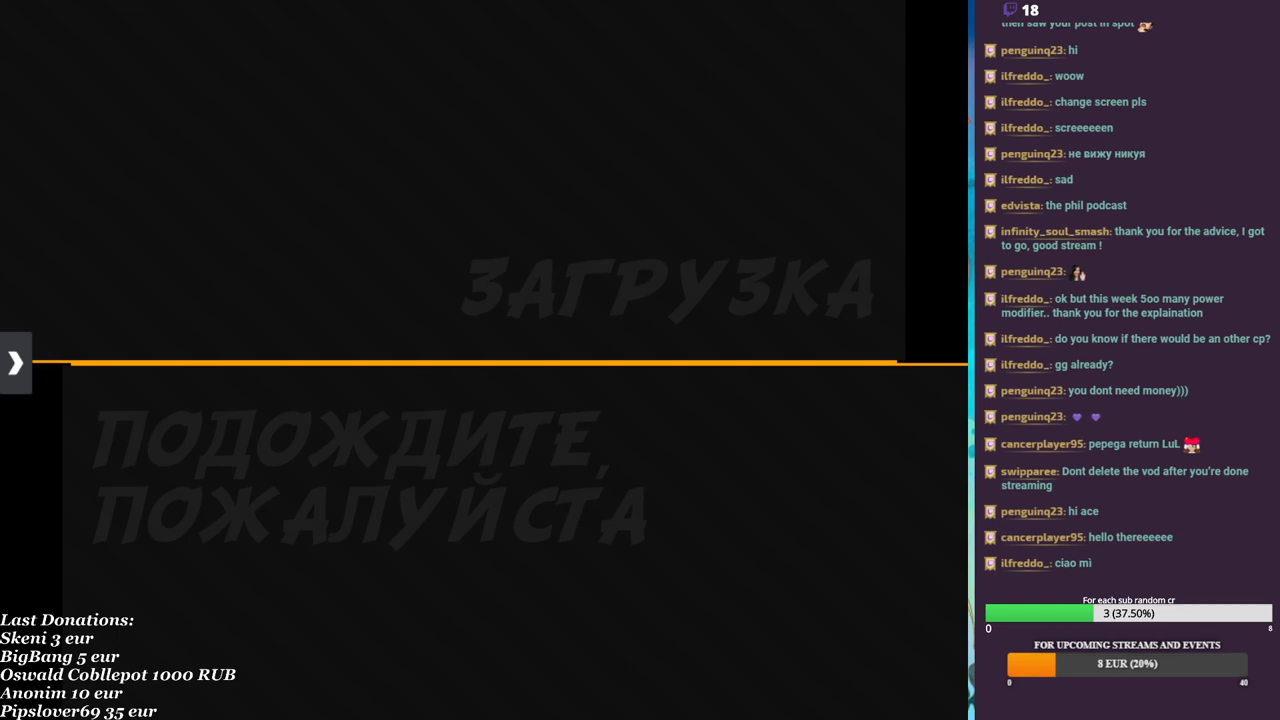 18
then saw your post in spot
penguinq23: hi
ilfreddo_: woow
ilfreddo_: change screen pls
ilfreddo_: screeeeeen
penguinq23: не вижу никуя
ilfreddo_: sad
edvista: the phil podcast
infinity_soul_smash: thank you for the advice, I got
to go, good stream !
penguinq23:
ilfreddo_: ok but this week 5oo many power
modifier.. thank you for the explaination
ilfreddo_: do you know if there would be an other cp?
ilfreddo_: gg already?
penguinq23: you dont need money)))
penguinq23:
cancerplayer95: pepega return LuL
swipparee: Dont delete the vod after you're done
streaming
penguinq23: hi ace
cancerplayer95: hello thereeeeee
ilfreddo_: ciao mì
For each sub random cr
3 (37.50%)
0 8
FOR UPCOMING STREAMS AND EVENTS
8 EUR (20%)
0 40
ЗАГРУЗКА
ПОДОЖДИТЕ,
ПОЖАЛУЙСТА
Last Donations:
Skeni 3 eur
BigBang 5 eur
Oswald Cobllepot 1000 RUB
Anonim 10 eur
Pipslover69 35 eur